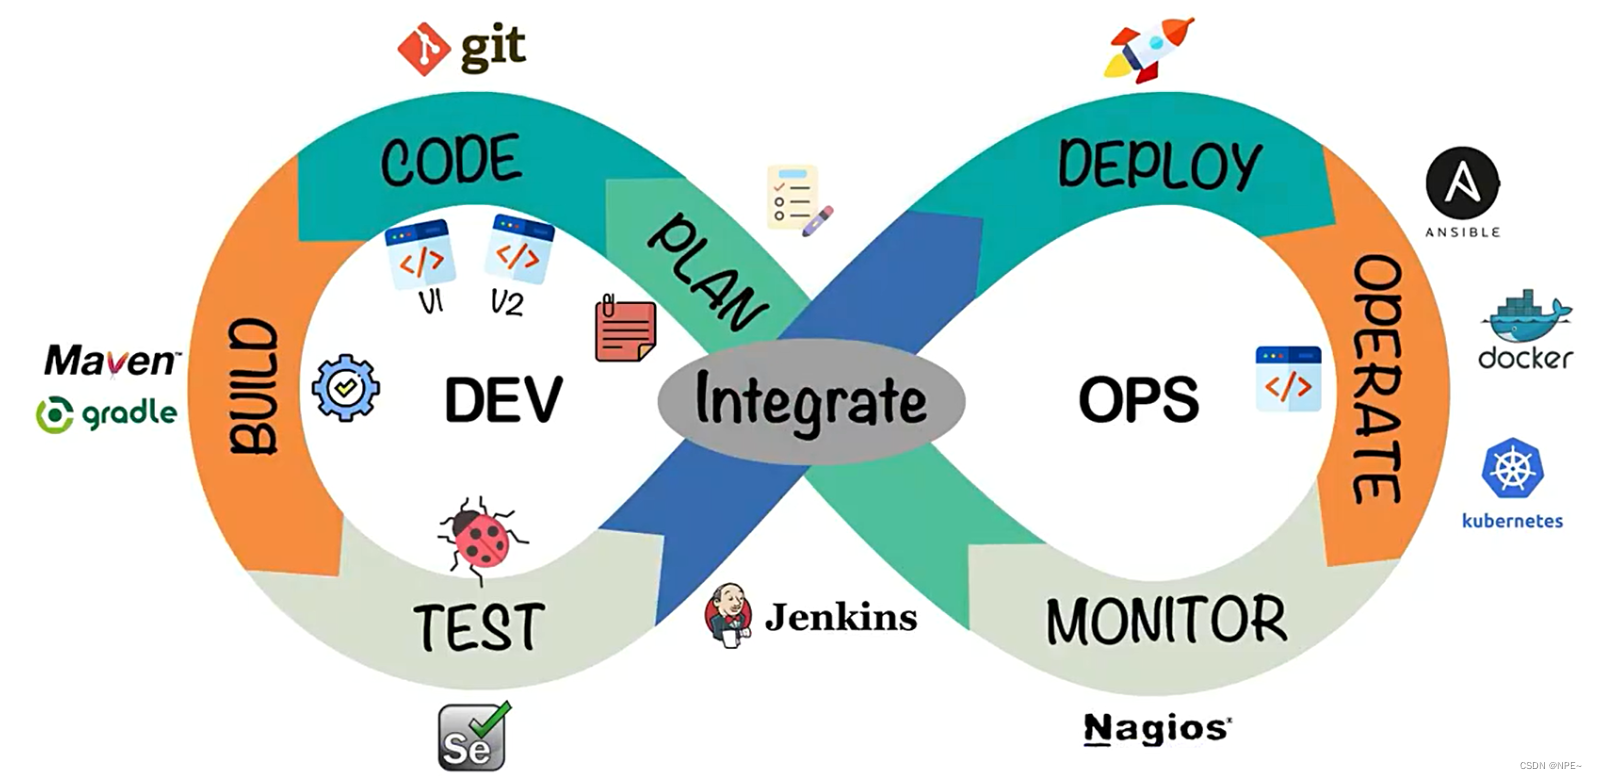 git
CODE
V1
V2
PLAN
DEPLOY
ANSIBLE
docker
kubernetes
OPERATE
Maven™
gradle
BUILD
DEV
Integrate
OPS
TEST
Jenkins
MONITOR
Se
Nagios®
CSDN @NPE~